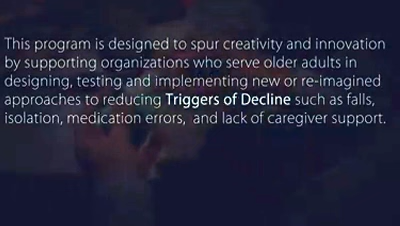 This program is designed to spur creativity and innovation
by supporting organizations who serve older adults in
designing, testing and implementing new or re-imagined
approaches to reducing Triggers of Decline such as falls,
isolation, medication errors, and lack of caregiver support.